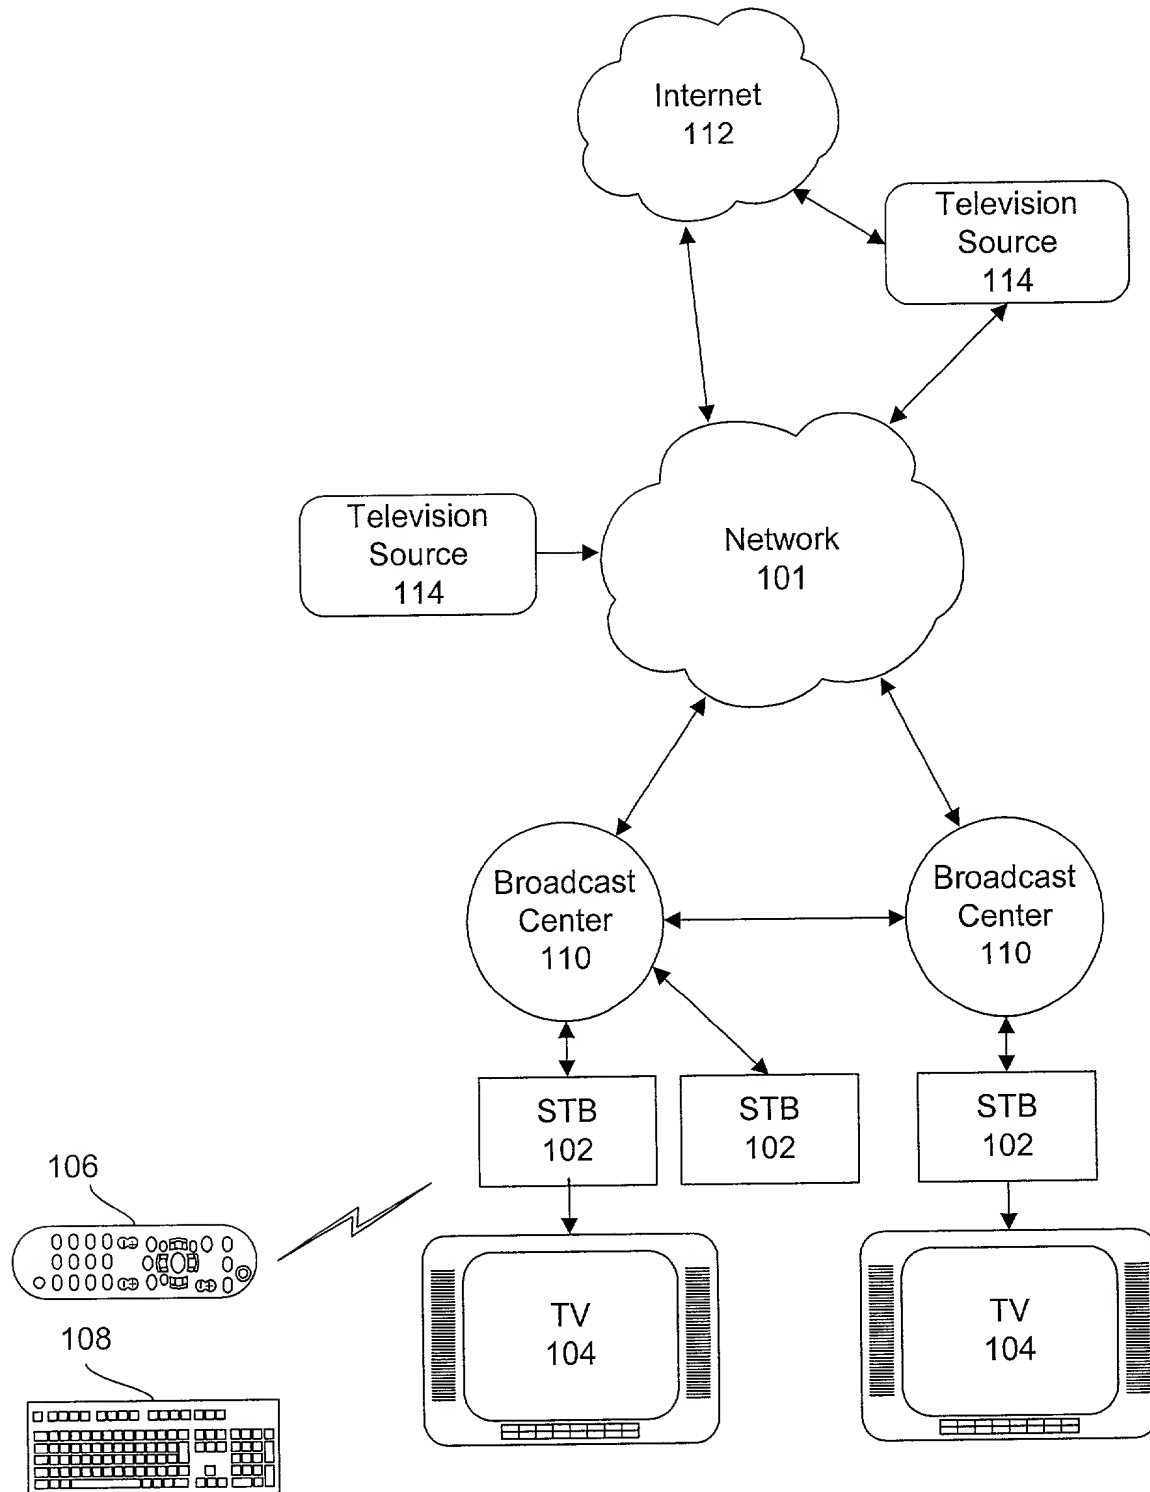 Internet
112
Television
Source
114
Television
Source
114
Network
101
Broadcast
Center
110
Broadcast
Center
110
STB
102
STB
102
STB
102
106
TV
104
TV
104
108